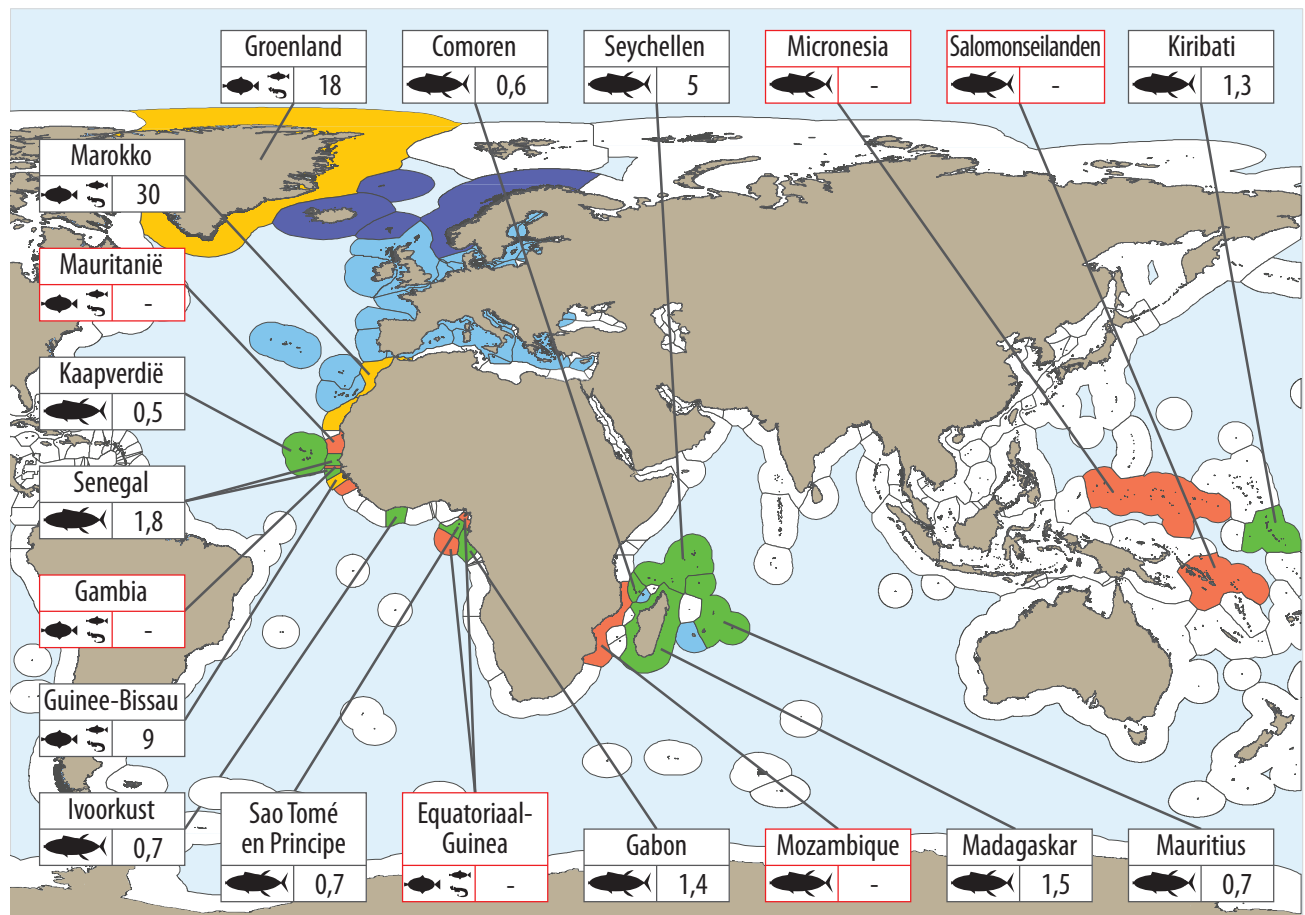 Groenland
18
Comoren
0,6
Seychellen
5
Micronesia
-
Salomonseilanden
-
Kiribati
1,3
Marokko
30
Mauritanië
-
Kaapverdië
0,5
Senegal
1,8
Gambia
-
Guinee-Bissau
9
Ivoorkust
0,7
Sao Tomé
en Principe
0,7
Equatoriaal-
Guinea
-
Gabon
1,4
Mozambique
-
Madagaskar
1,5
Mauritius
0,7